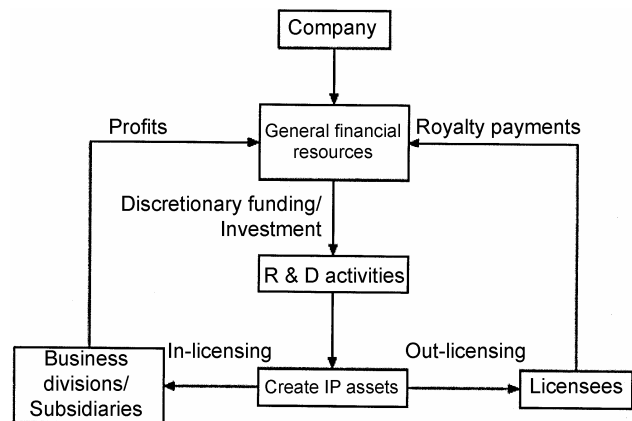 Company
Profits
General financial
resources
Royalty payments
Discretionary funding/
Investment
R & D activities
In-licensing
Out-licensing
Business
divisions/
Subsidiaries
Create IP assets
Licensees